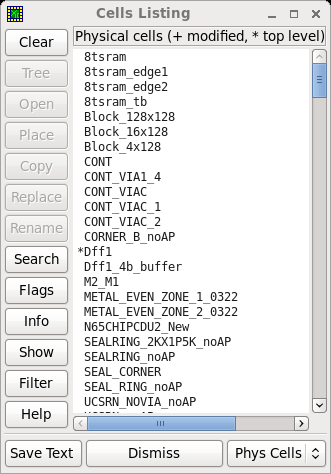 Cells Listing
Clear
Tree
Open
Place
Copy
Replace
Rename
Search
Flags
Info
Show
Filter
Help
Physical cells (+ modified, * top level)
8tsram
8tsram_edge1
8tsram_edge2
8tsram_tb
Block_128x128
Block_16x128
Block_4x128
CONT
CONT_VIA1_4
CONT_VIAC
CONT_VIAC_1
CONT_VIAC_2
CORNER_B_noAP
*Dff1
Dff1_4b_buffer
M2_M1
METAL_EVEN_ZONE_1_0322
METAL_EVEN_ZONE_2_0322
N65CHIPCDU2_New
SEALRING_2KX1P5K_noAP
SEALRING_noAP
SEAL_CORNER
SEAL_RING_noAP
UCSRN_NOVIA_noAP
Save Text
Dismiss
Phys Cells